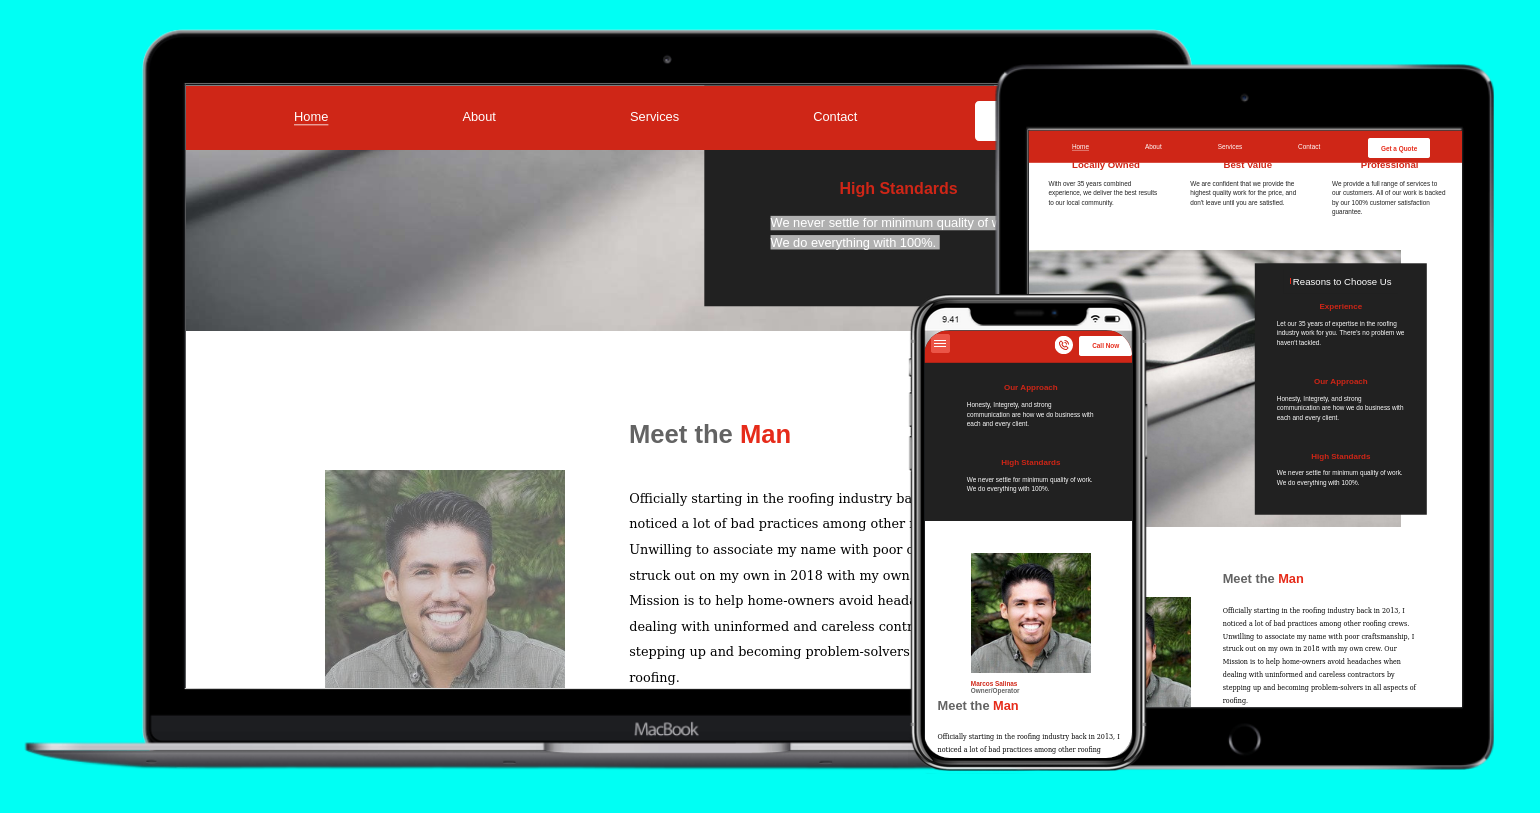 Home About Services Contact
High Standards
We never settle for minimum quality of
We do everything with 100%.
Meet the Man
Officially starting in the roofing industry
noticed a lot of bad practices among other
Unwilling to associate my name with poor
struck out on my own in 2018 with my own
Mission is to help home-owners avoid
dealing with uninformed and careless
stepping up and becoming problem-solvers
roofing.
MacBook
Home About Services Contact Get a Quote
Locally Owned
With over 35 years combined
experience, we deliver the best results
to our local community.
Best Value
We are confident that we provide the
highest quality work for the price, and
don't leave until you are satisfied.
Professional
We provide a full range of services to
our customers. All of our work is backed
by our 100% customer satisfaction
guarantee.
Reasons to Choose Us
Experience
Let our 35 years of expertise in the roofing
industry work for you. There's no problem we
haven't tackled.
Our Approach
Honesty, Integrety, and strong
communication are how we do business with
each and every client.
High Standards
We never settle for minimum quality of work.
We do everything with 100%.
Meet the Man
Officially starting in the roofing industry back in 2013, I
noticed a lot of bad practices among other roofing crews.
Unwilling to associate my name with poor craftsmanship, I
struck out on my own in 2018 with my own crew. Our
Mission is to help home-owners avoid headaches when
dealing with uninformed and careless contractors by
stepping up and becoming problem-solvers in all aspects of
roofing.
9.41
Call Now
Our Approach
Honesty, Integrety, and strong
communication are how we do business with
each and every client.
High Standards
We never settle for minimum quality of work.
We do everything with 100%.
Marcos Salinas
Owner/Operator
Meet the Man
Officially starting in the roofing industry back in 2013, I
noticed a lot of bad practices among other roofing